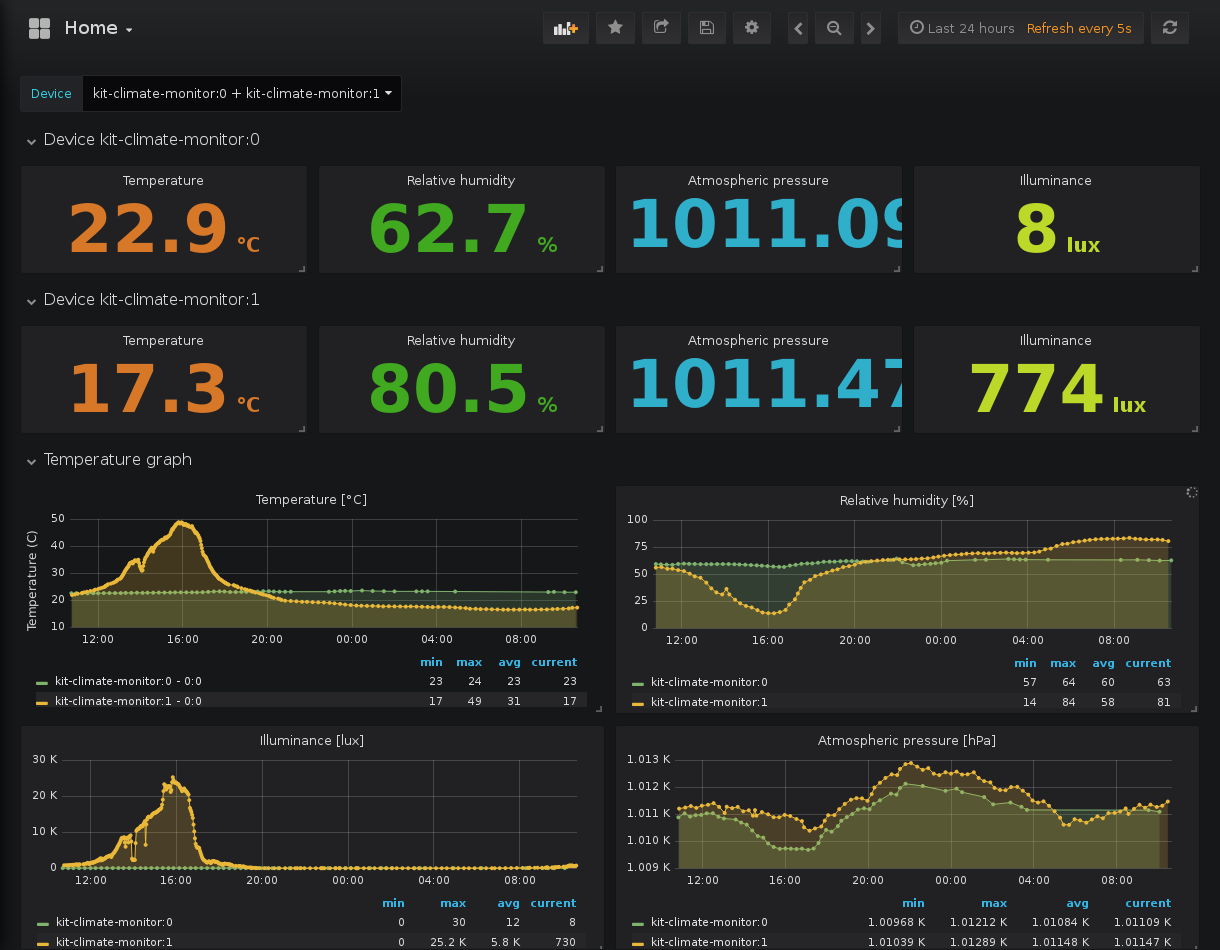 Home
Last 24 hours Refresh every 5s
Device kit-climate-monitor:0 + kit-climate-monitor:1
Device kit-climate-monitor:0
Temperature Relative humidity Atmospheric pressure Illuminance
22.9 °C 62.7 % 1011.09 8 lux
Device kit-climate-monitor:1
Temperature Relative humidity Atmospheric pressure Illuminance
17.3 °C 80.5 % 1011.47 774 lux
Temperature graph
Temperature [°C]
Temperature (C)
50
40
30
20
10
12:00 16:00 20:00 00:00 04:00 08:00
min max avg current
kit-climate-monitor:0 - 0:0 23 24 23 23
kit-climate-monitor:1 - 0:0 17 49 31 17
Relative humidity [%]
100
75
50
25
0
12:00 16:00 20:00 00:00 04:00 08:00
min max avg current
kit-climate-monitor:0 57 64 60 63
kit-climate-monitor:1 14 84 58 81
Illuminance [lux]
30 K
20 K
10 K
0
12:00 16:00 20:00 00:00 04:00 08:00
min max avg current
kit-climate-monitor:0 0 30 12 8
kit-climate-monitor:1 0 25.2 K 5.8 K 730
Atmospheric pressure [hPa]
1.013 K
1.012 K
1.011 K
1.010 K
1.009 K
12:00 16:00 20:00 00:00 04:00 08:00
min max avg current
kit-climate-monitor:0 1.00968 K 1.01212 K 1.01084 K 1.01109 K
kit-climate-monitor:1 1.01039 K 1.01289 K 1.01148 K 1.01147 K